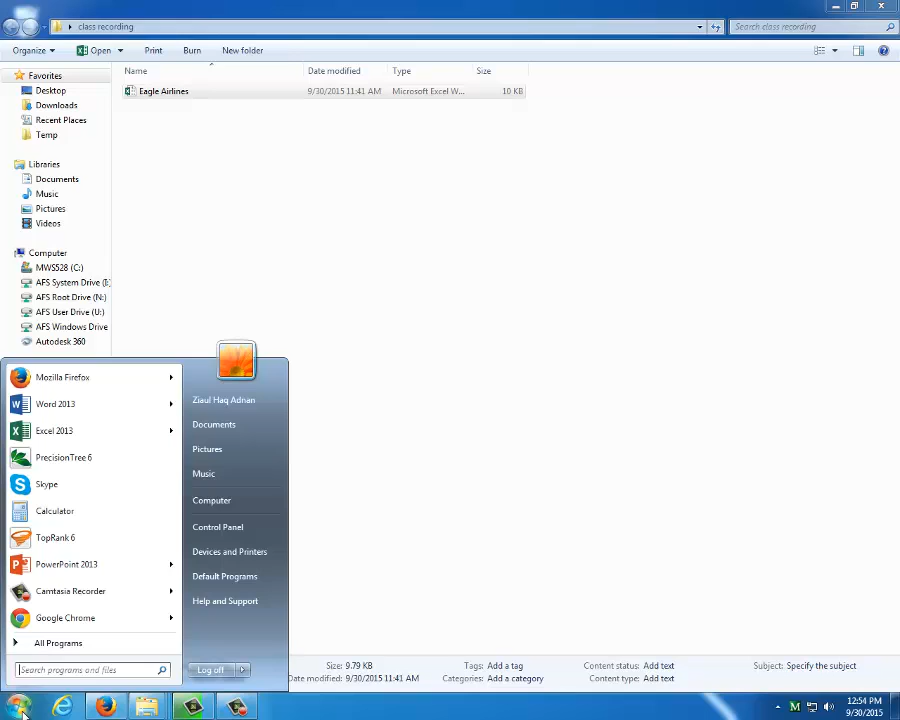 class recording
Search class recording
Organize
Open
Print
Burn
New folder
Name
Date modified
Type
Size
Favorites
Desktop
Downloads
Recent Places
Temp
Libraries
Documents
Music
Pictures
Videos
Computer
MWS528 (C:)
AFS System Drive (I:)
AFS Root Drive (N:)
AFS User Drive (U:)
AFS Windows Drive
Autodesk 360
Eagle Airlines
9/30/2015 11:41 AM
Microsoft Excel W...
10 KB
Mozilla Firefox
Word 2013
Excel 2013
PrecisionTree 6
Skype
Calculator
TopRank 6
PowerPoint 2013
Camtasia Recorder
Google Chrome
All Programs
Search programs and files
Ziaul Haq Adnan
Documents
Pictures
Music
Computer
Control Panel
Devices and Printers
Default Programs
Help and Support
Log off
Size: 9.79 KB
Date modified: 9/30/2015 11:41 AM
Tags: Add a tag
Categories: Add a category
Content status: Add text
Content type: Add text
Subject: Specify the subject
12:54 PM
9/30/2015